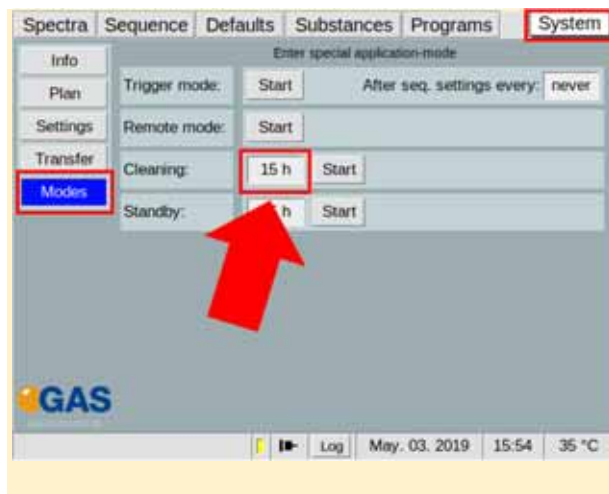 Spectra Sequence Defaults Substances Programs System
Info
Enter special application-mode
Plan
Trigger mode: Start After seq. settings every: never
Settings
Remote mode: Start
Transfer
Cleaning: 15 h Start
Modes
Standby: h Start
GAS
Log May. 03. 2019 15:54 35 °C